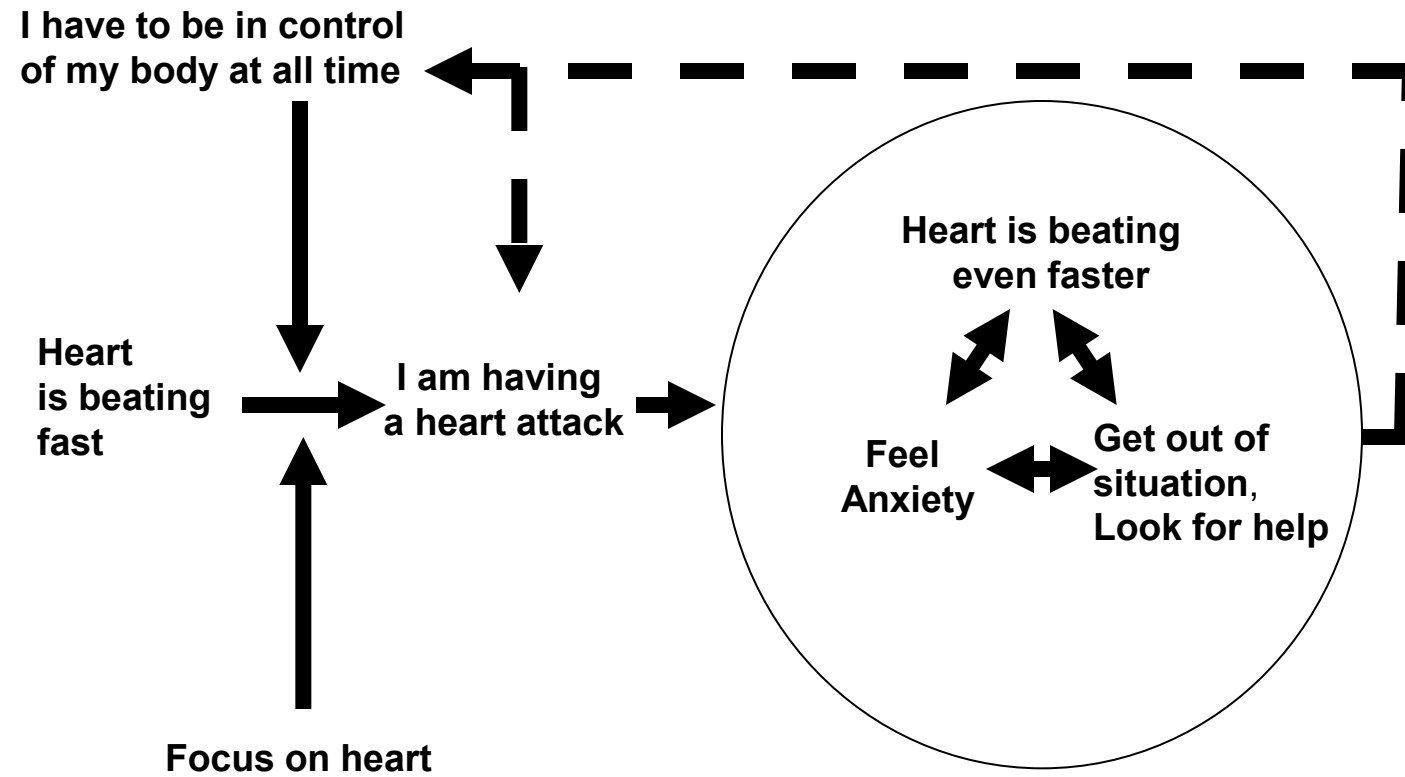 I have to be in control
of my body at all time
Heart is beating
even faster
Heart
is beating
fast
I am having
a heart attack
Feel
Anxiety
Get out of
situation,
Look for help
Focus on heart